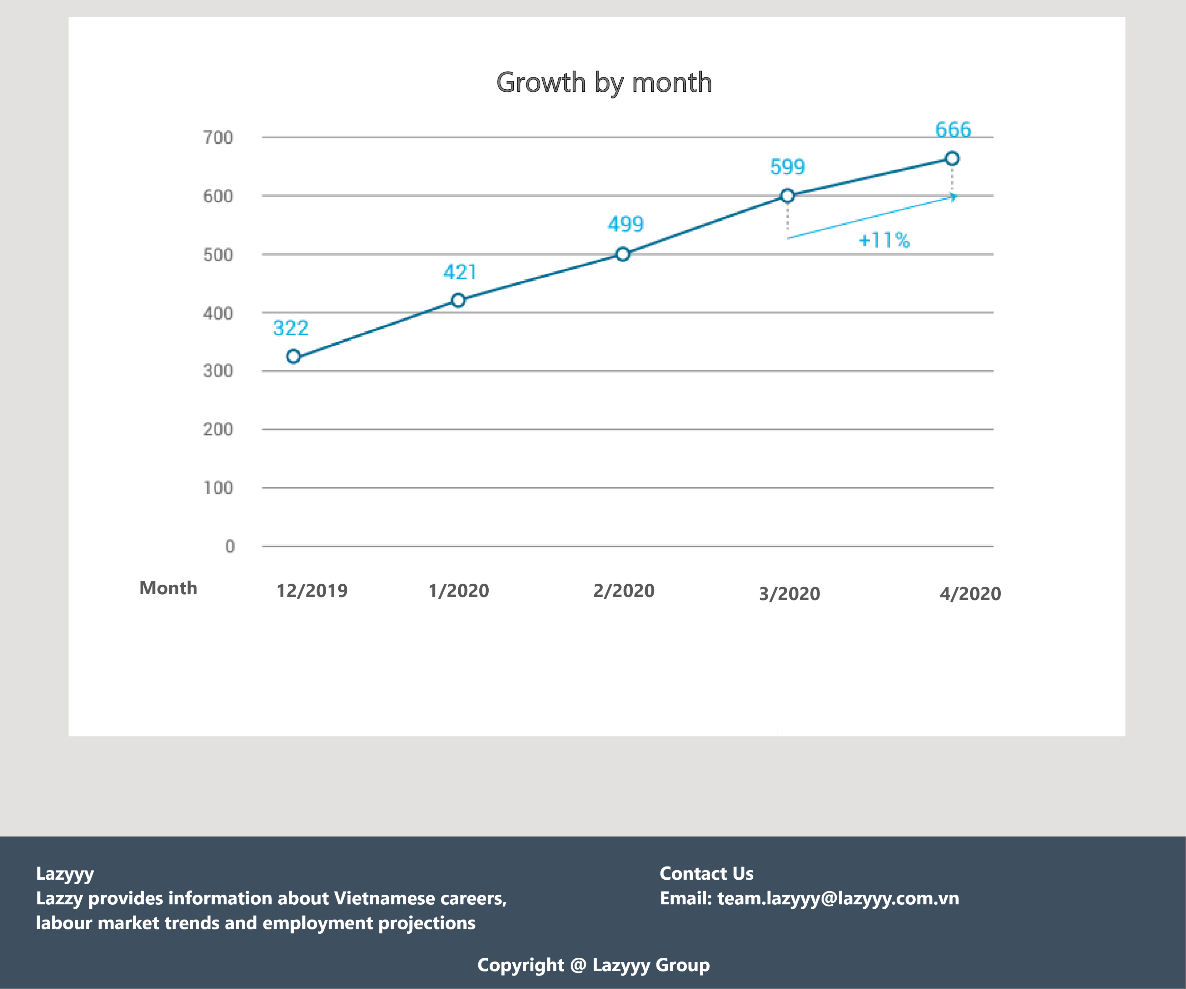 Growth by month
700
666
599
600
499
+11%
500
421
400
322
300
200
100
0
Month 12/2019 1/2020 2/2020 3/2020 4/2020
Lazyyy
Lazzy provides information about Vietnamese careers,
labour market trends and employment projections
Contact Us
Email: team.lazyyy@lazyyy.com.vn
Copyright @ Lazyyy Group